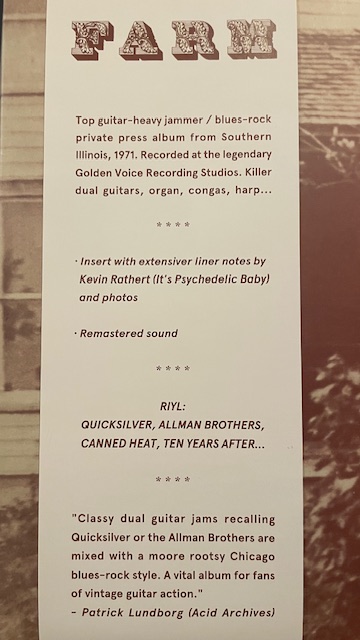 FARM
Top guitar-heavy jammer / blues-rock
private press album from Southern
Illinois, 1971. Recorded at the legendary
Golden Voice Recording Studios. Killer
dual guitars, organ, congas, harp...
* * * *
· Insert with extensiver liner notes by
Kevin Rathert (It's Psychedelic Baby)
and photos
· Remastered sound
* * * *
RIYL:
QUICKSILVER, ALLMAN BROTHERS,
CANNED HEAT, TEN YEARS AFTER...
* * * *
"Classy dual guitar jams recalling
Quicksilver or the Allman Brothers are
mixed with a moore rootsy Chicago
blues-rock style. A vital album for fans
of vintage guitar action."
- Patrick Lundborg (Acid Archives)